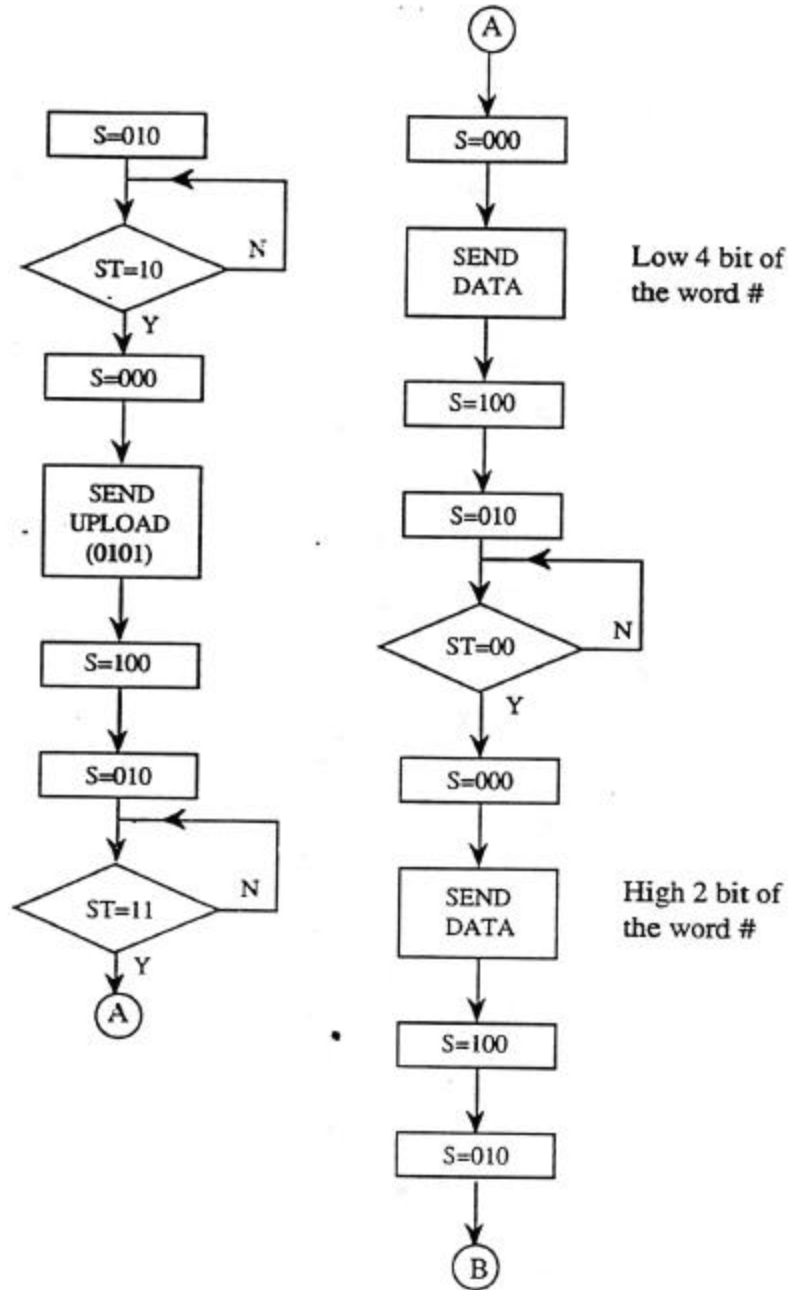 S=010
ST=10
N
Y
S=000
SEND
UPLOAD
(0101)
S=100
S=010
ST=11
N
Y
A
A
S=000
SEND
DATA
Low 4 bit of
the word #
S=100
S=010
ST=00
N
Y
S=000
SEND
DATA
High 2 bit of
the word #
S=100
S=010
B